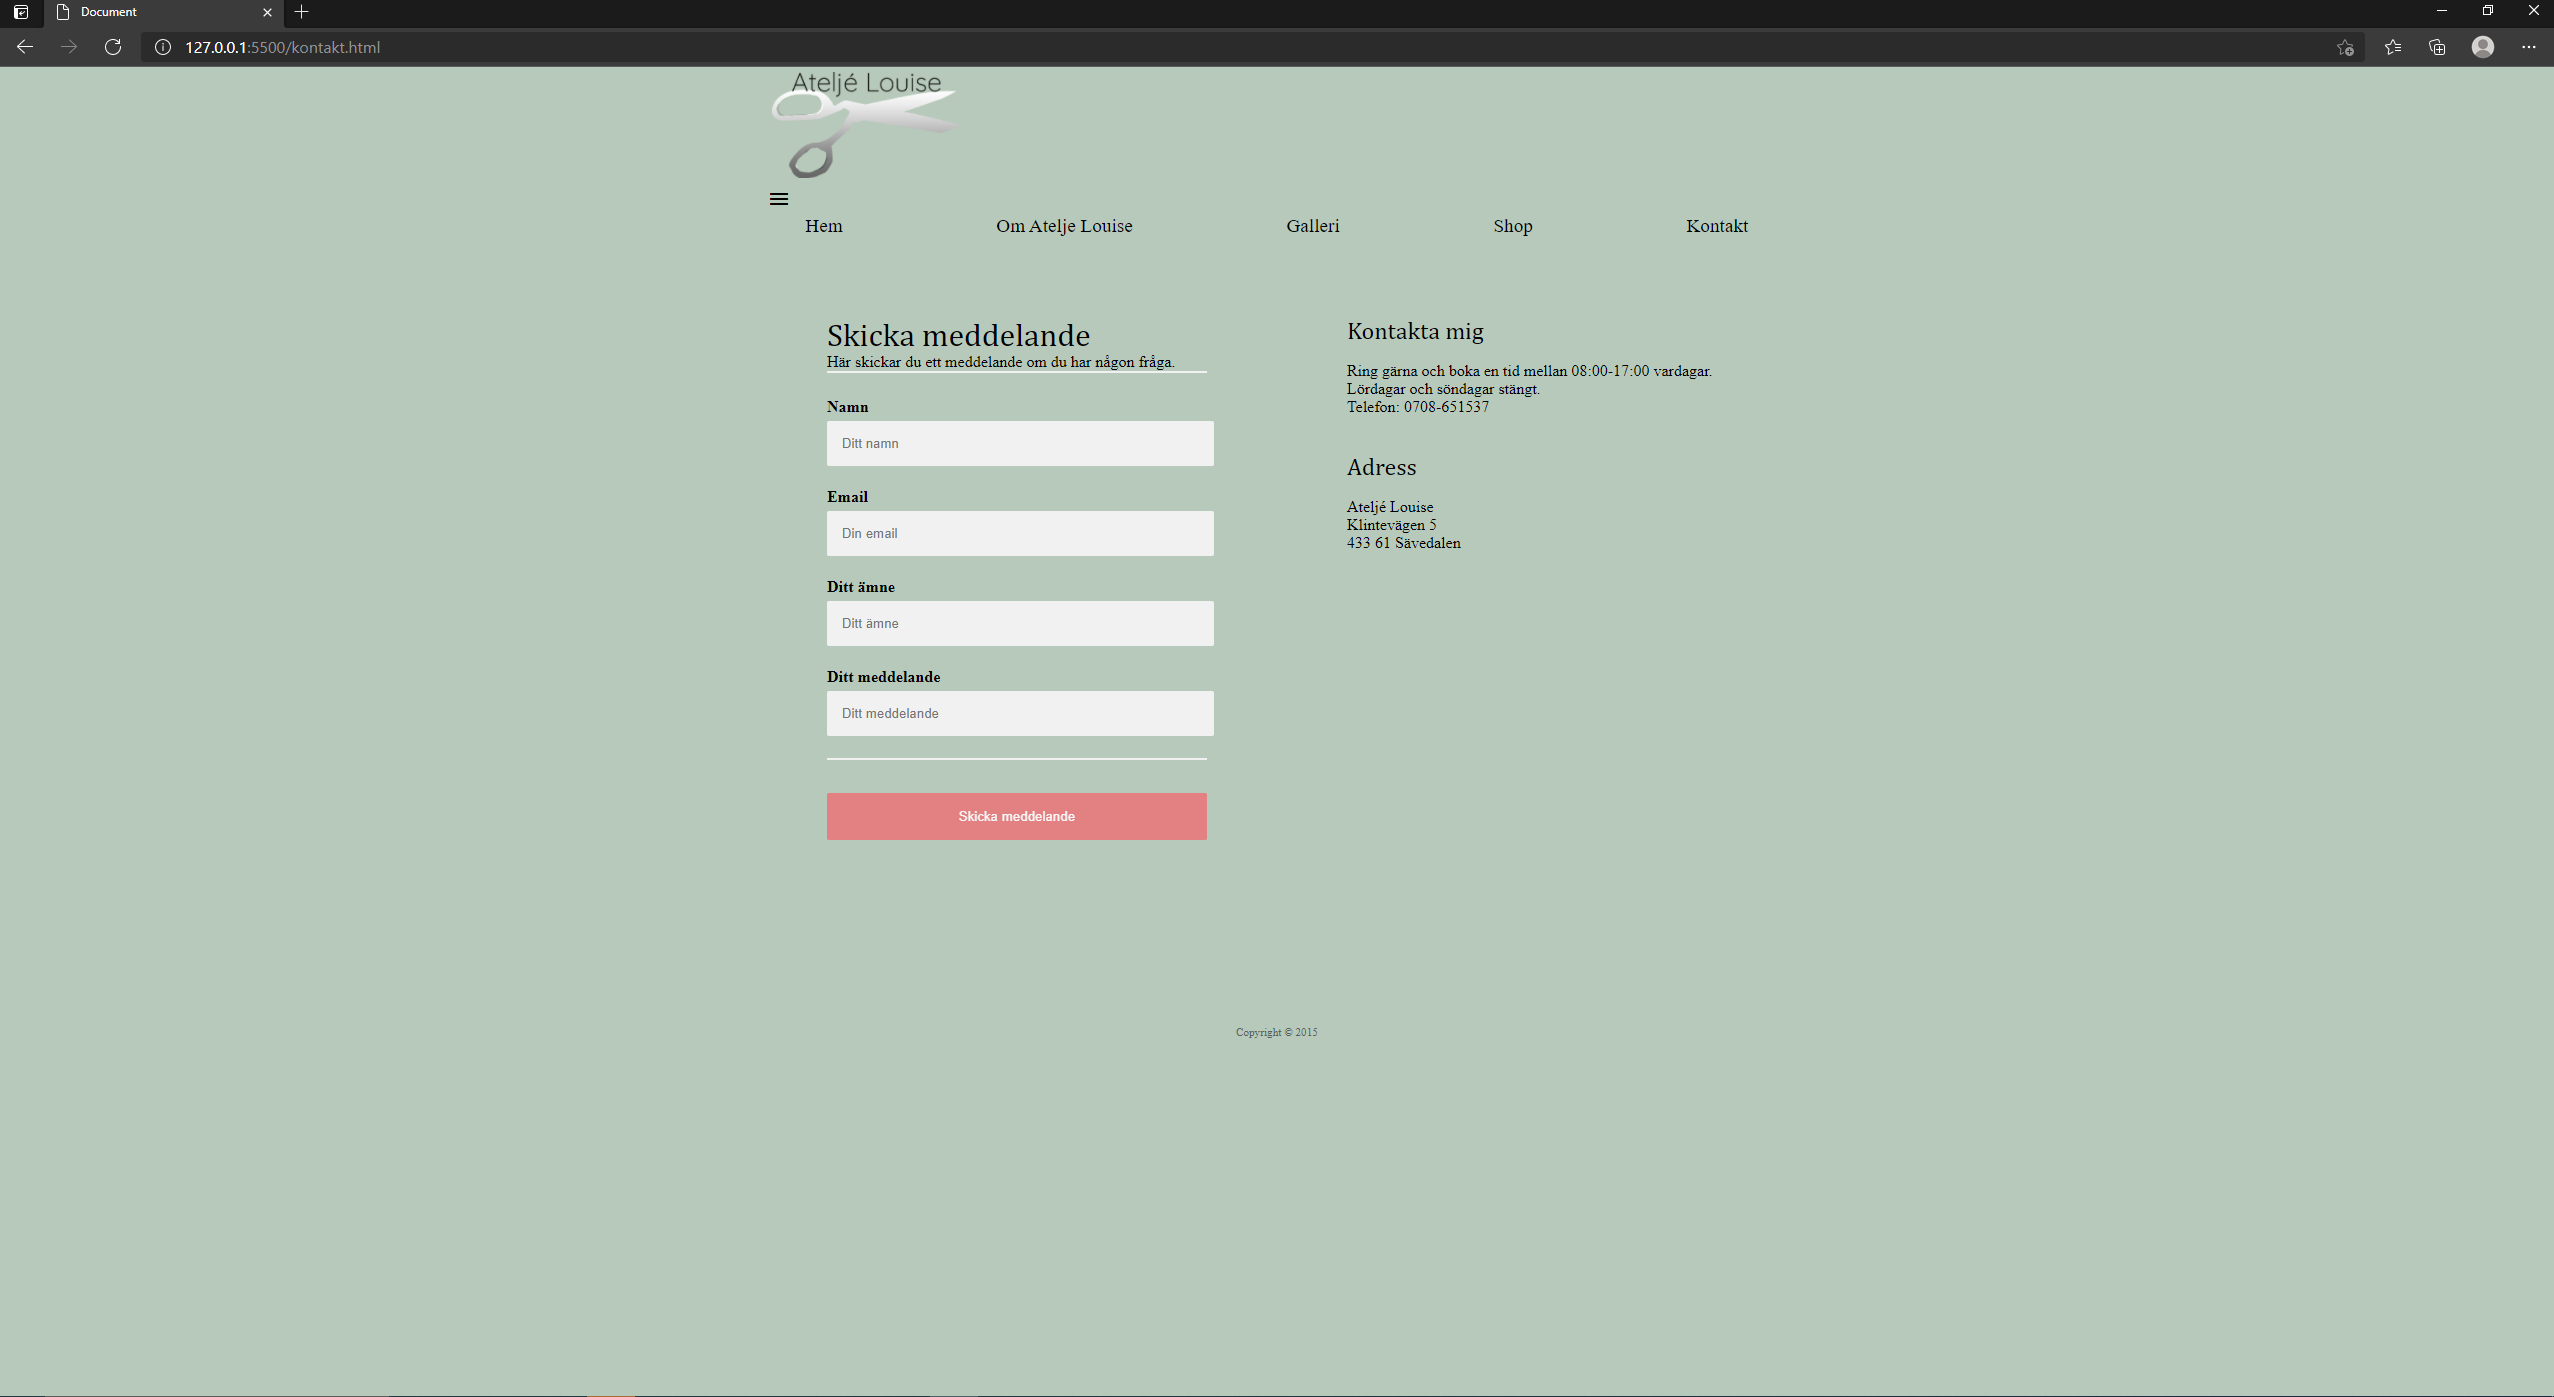 Document
127.0.0.1:5500/kontakt.html
Ateljé Louise
Hem Om Atelje Louise Galleri Shop Kontakt
Skicka meddelande
Här skickar du ett meddelande om du har någon fråga.
Namn
Ditt namn
Email
Din email
Ditt ämne
Ditt ämne
Ditt meddelande
Ditt meddelande
Skicka meddelande
Kontakta mig
Ring gärna och boka en tid mellan 08:00-17:00 vardagar.
Lördagar och söndagar stängt.
Telefon: 0708-651537
Adress
Ateljé Louise
Klintevägen 5
433 61 Sävedalen
Copyright © 2015